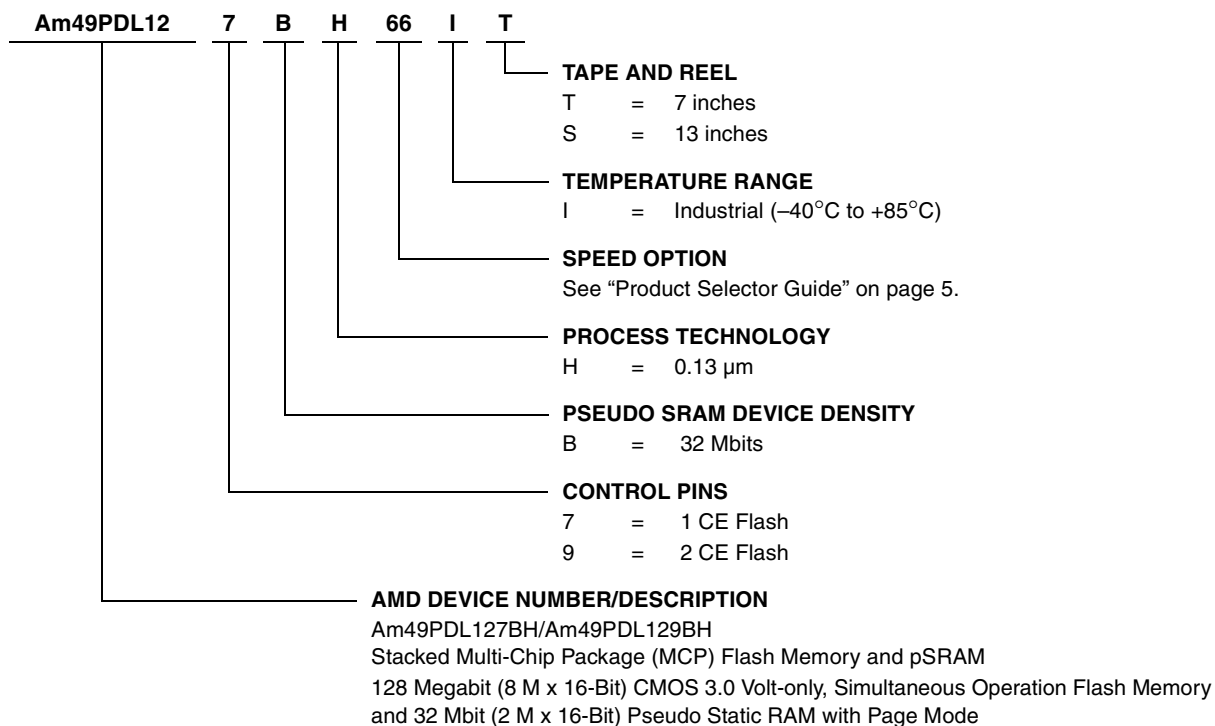 Am49PDL12 7 B H 66 I T
TAPE AND REEL
T = 7 inches
S = 13 inches
TEMPERATURE RANGE
I = Industrial (–40°C to +85°C)
SPEED OPTION
See “Product Selector Guide” on page 5.
PROCESS TECHNOLOGY
H = 0.13 µm
PSEUDO SRAM DEVICE DENSITY
B = 32 Mbits
CONTROL PINS
7 = 1 CE Flash
9 = 2 CE Flash
AMD DEVICE NUMBER/DESCRIPTION
Am49PDL127BH/Am49PDL129BH
Stacked Multi-Chip Package (MCP) Flash Memory and pSRAM
128 Megabit (8 M x 16-Bit) CMOS 3.0 Volt-only, Simultaneous Operation Flash Memory
and 32 Mbit (2 M x 16-Bit) Pseudo Static RAM with Page Mode